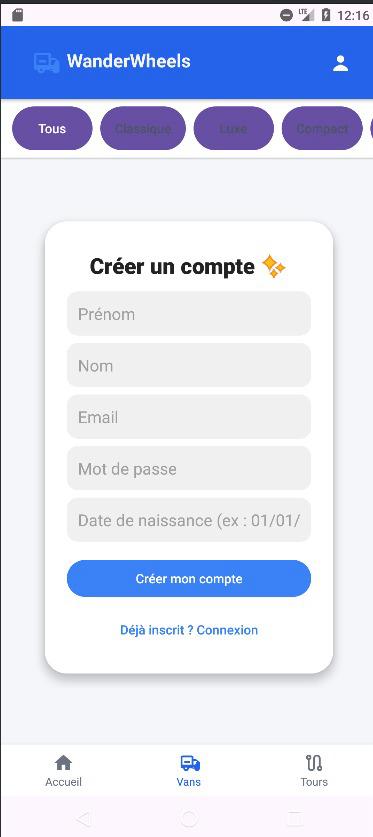 LTE 12:16
WanderWheels
Tous Classique Luxe Compact
Créer un compte
Prénom
Nom
Email
Mot de passe
Date de naissance (ex : 01/01/
Créer mon compte
Déjà inscrit ? Connexion
Accueil Vans Tours